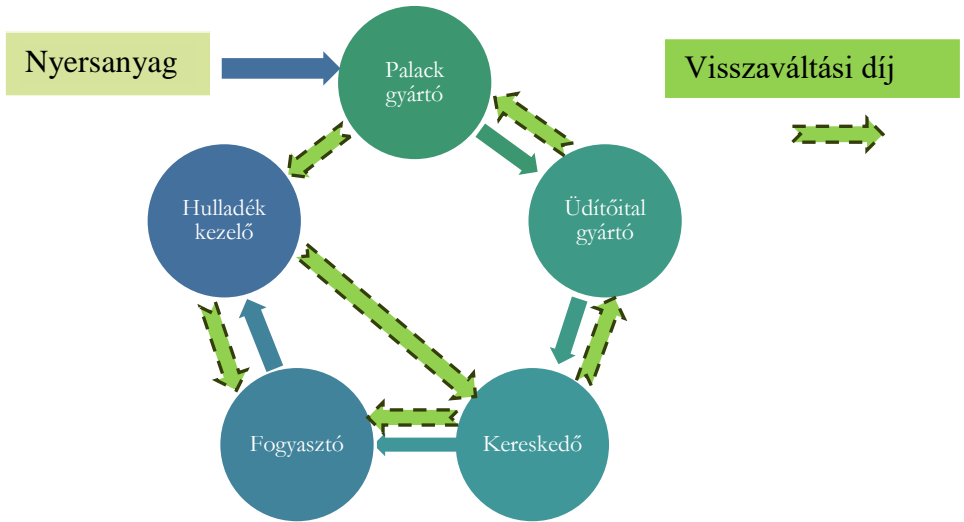 Nyersanyag
Palack
gyártó
Visszaváltási díj
Hulladék
kezelő
Üdítőital
gyártó
Fogyasztó
Kereskedő